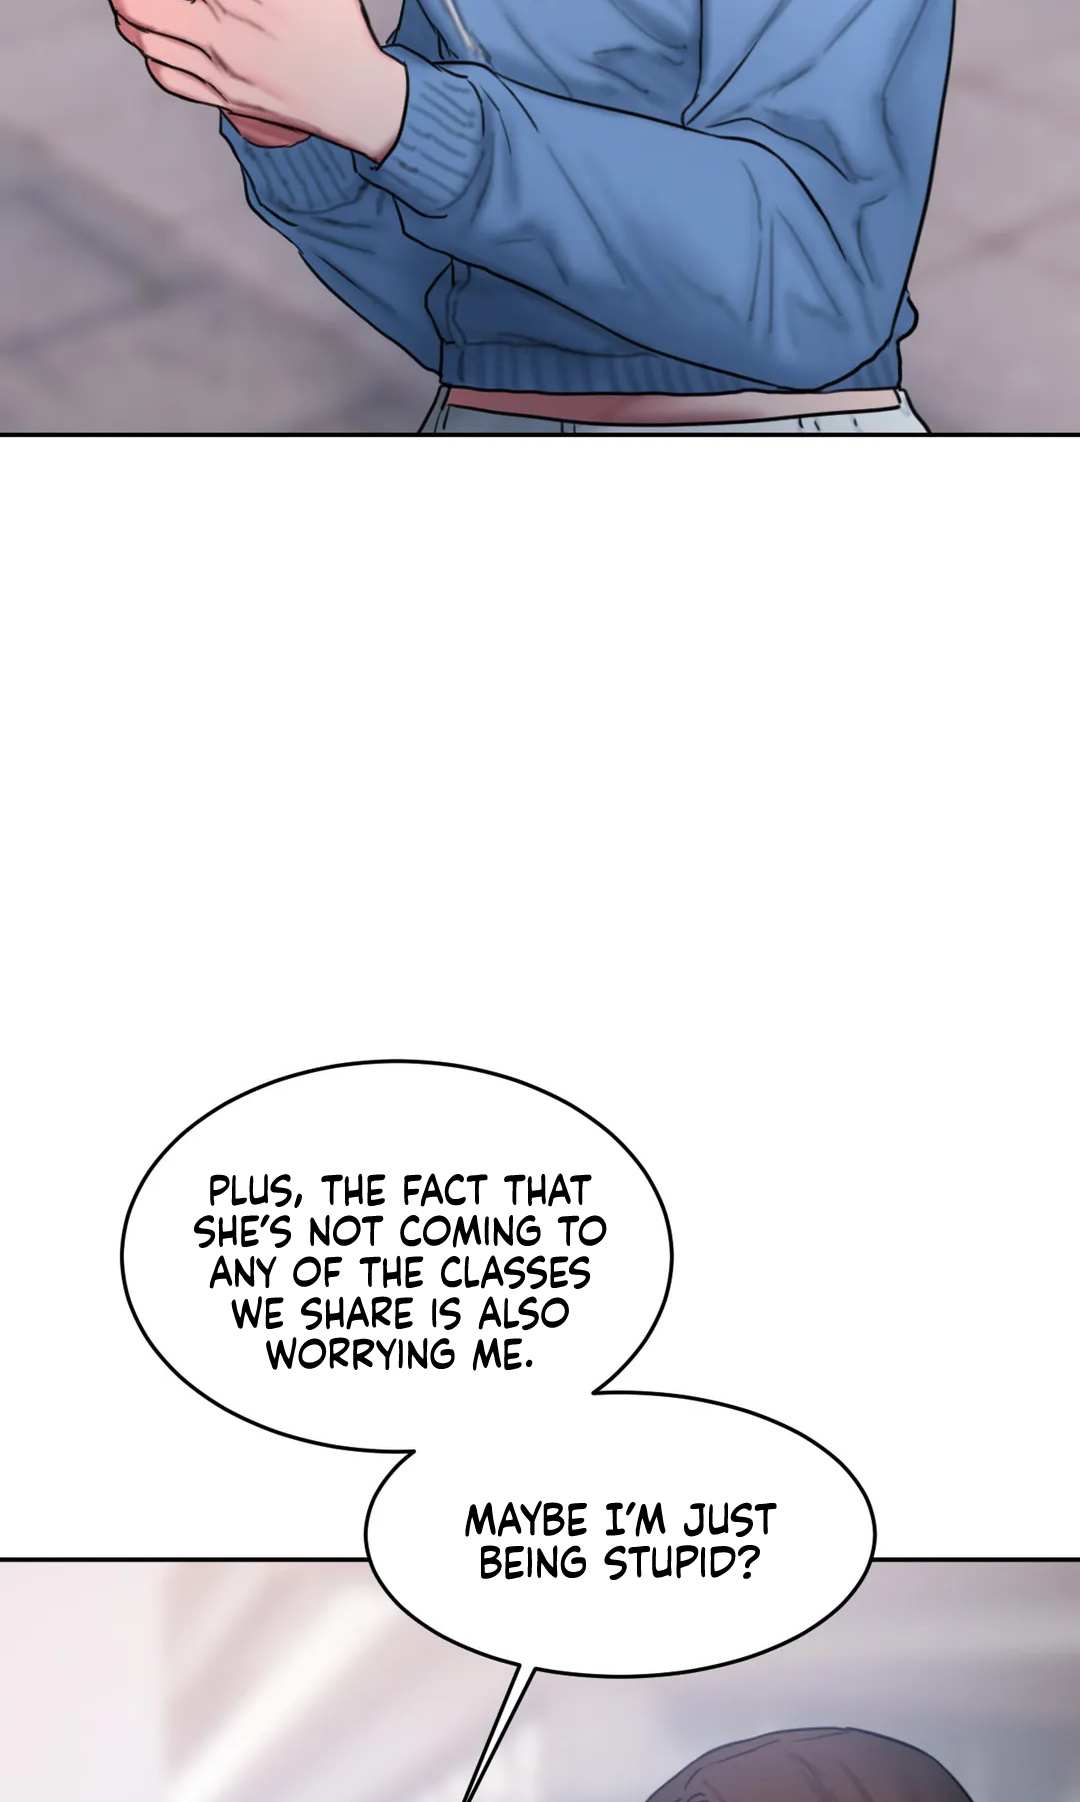 PLUS, THE FACT THAT
SHE'S NOT COMING TO
ANY OF THE CLASSES
WE SHARE IS ALSO
WORRYING ME.
MAYBE I'M JUST
BEING STUPID?